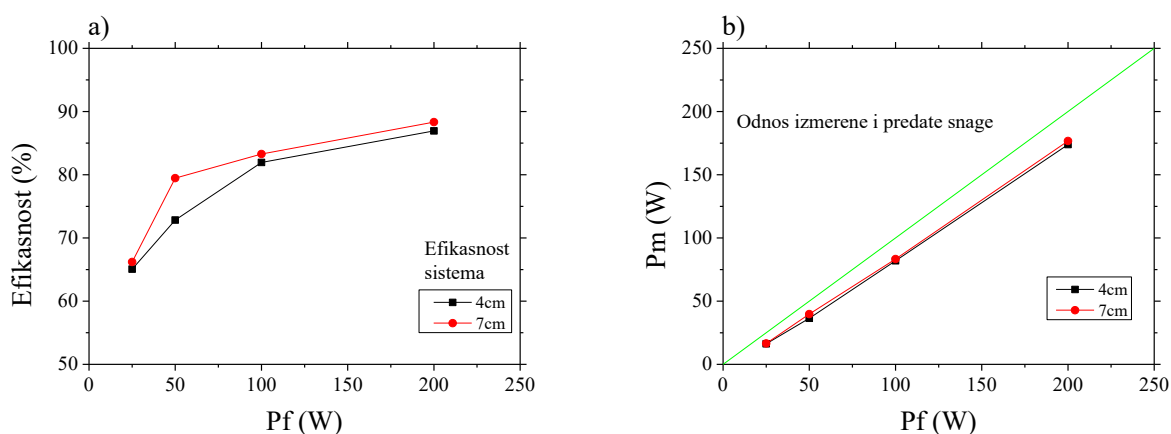 a)
Efikasnost (%)
100
90
80
70
60
50
0
50
100
150
200
250
Pf (W)
Efikasnost
sistema
4cm
7cm
b)
Pm (W)
250
200
150
100
50
0
0
50
100
150
200
250
Pf (W)
Odnos izmerene i predate snage
4cm
7cm